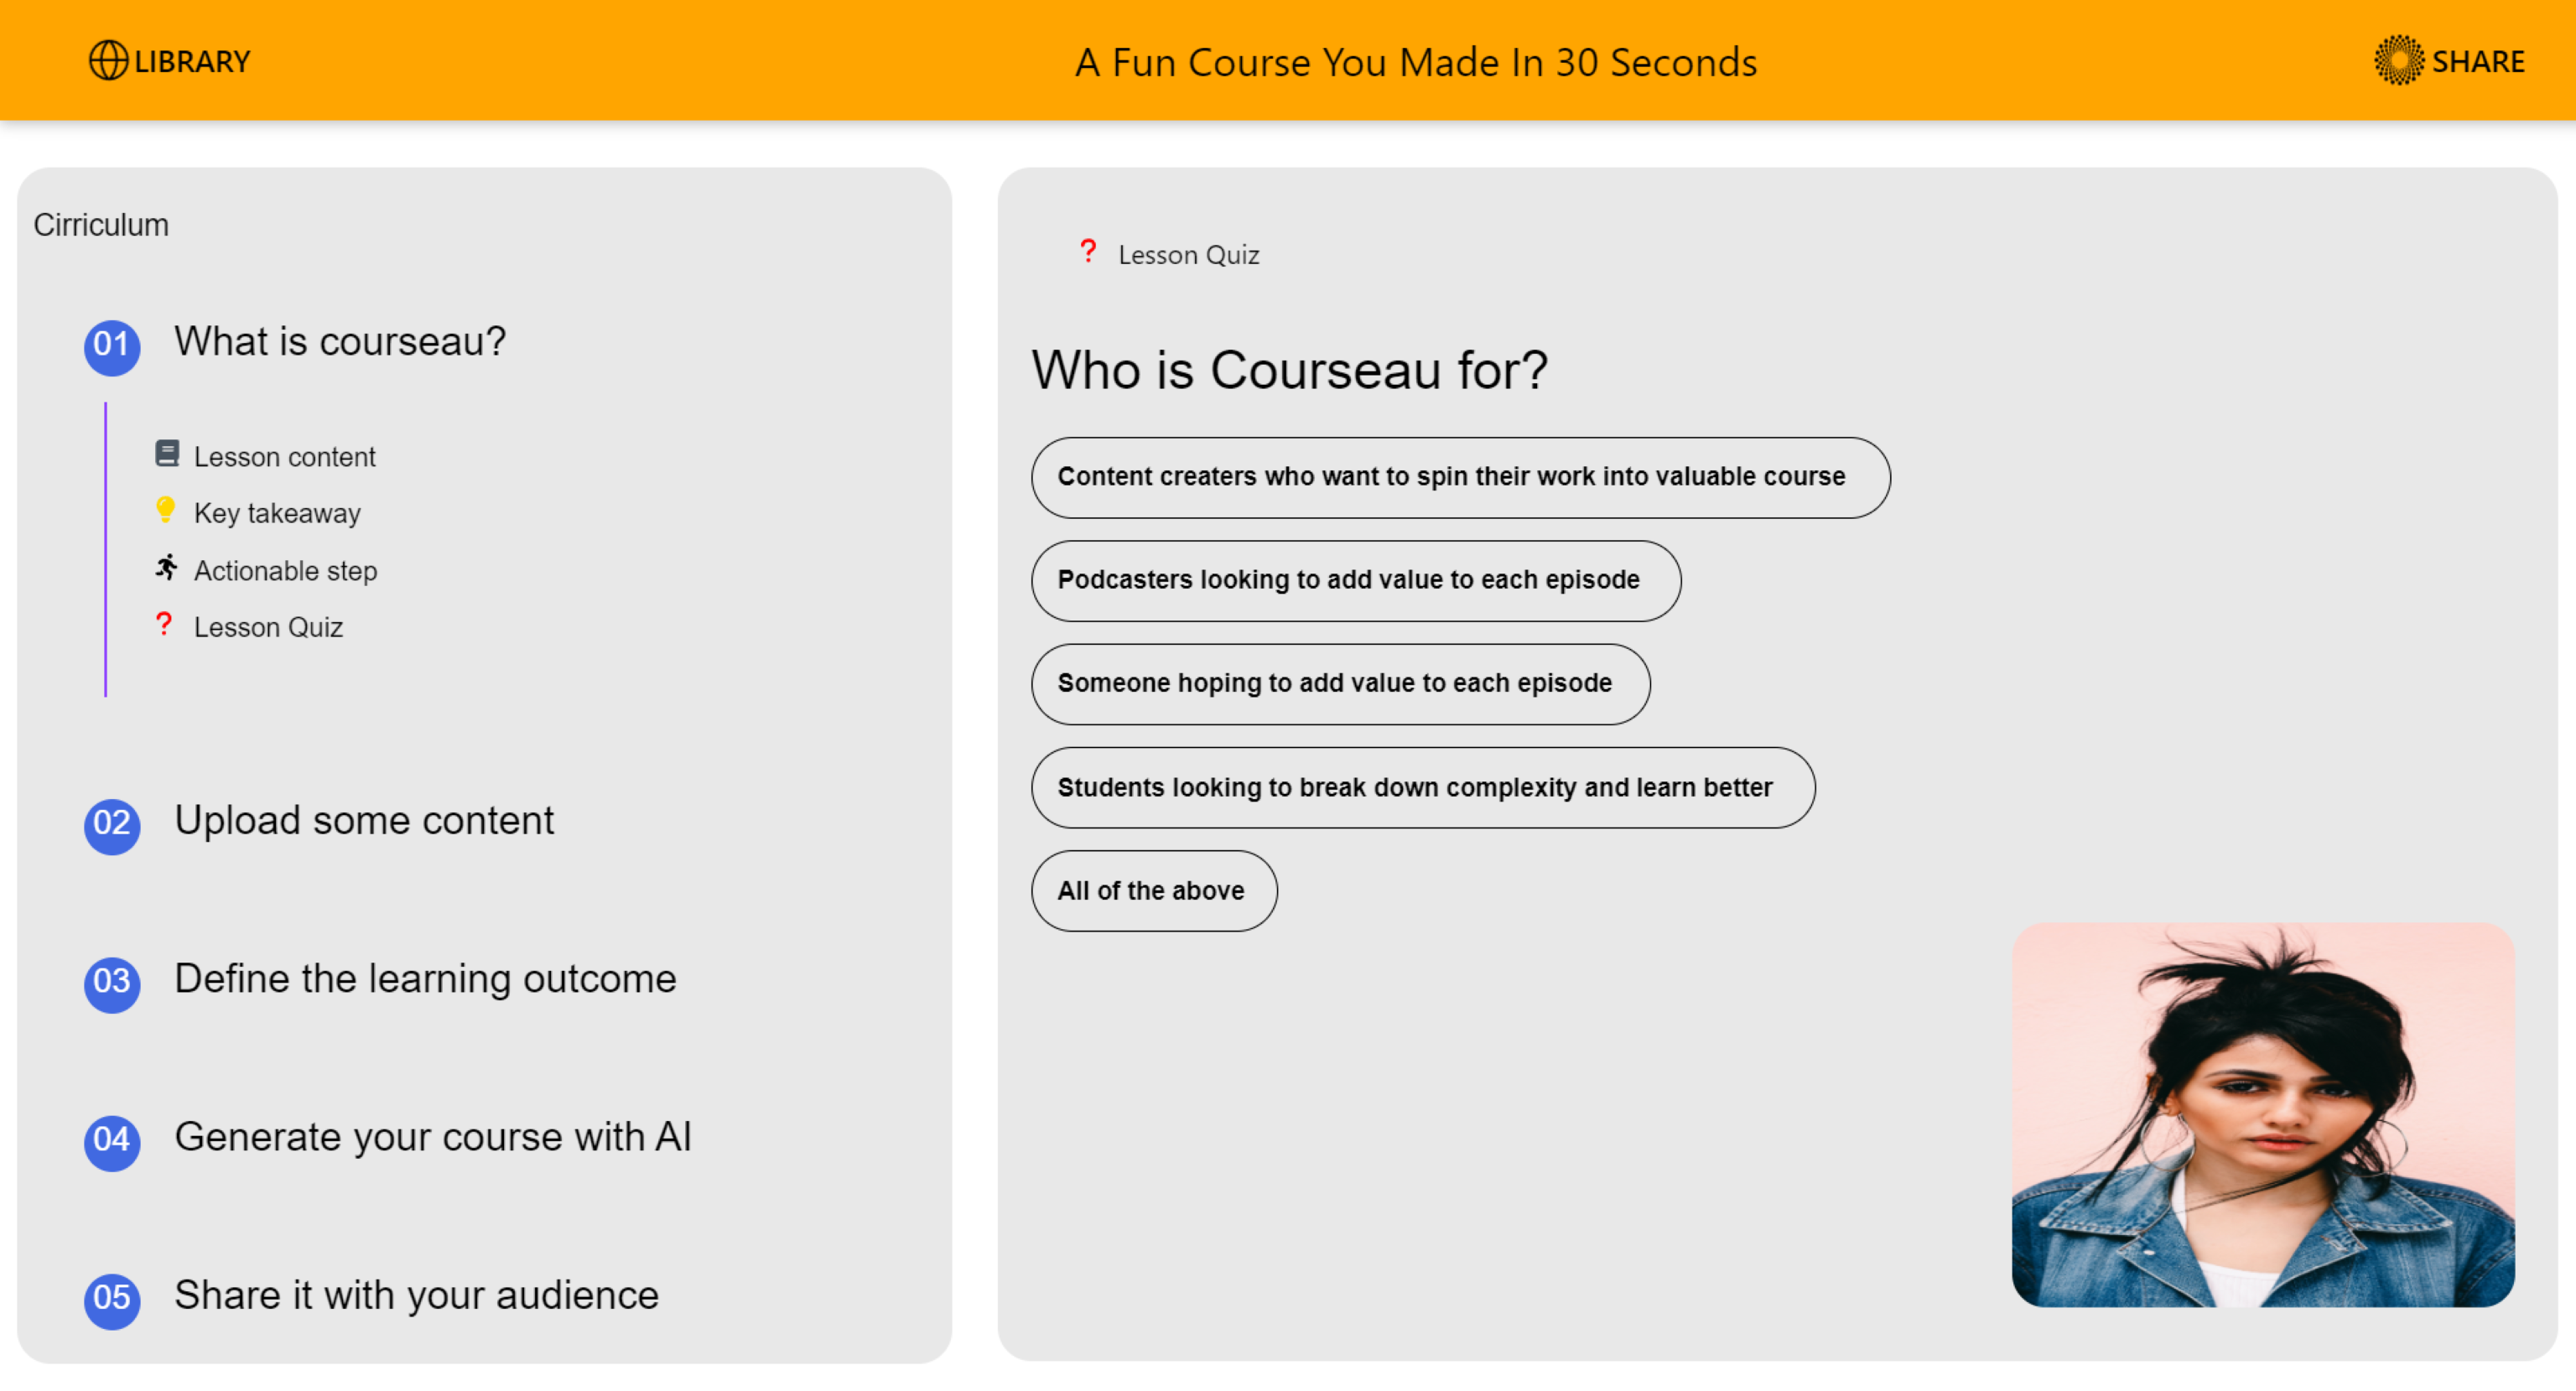 LIBRARY
A Fun Course You Made In 30 Seconds
SHARE
Cirriculum
01 What is courseau?
Lesson content
Key takeaway
Actionable step
? Lesson Quiz
02 Upload some content
03 Define the learning outcome
04 Generate your course with AI
05 Share it with your audience
? Lesson Quiz
Who is Courseau for?
Content creaters who want to spin their work into valuable course
Podcasters looking to add value to each episode
Someone hoping to add value to each episode
Students looking to break down complexity and learn better
All of the above